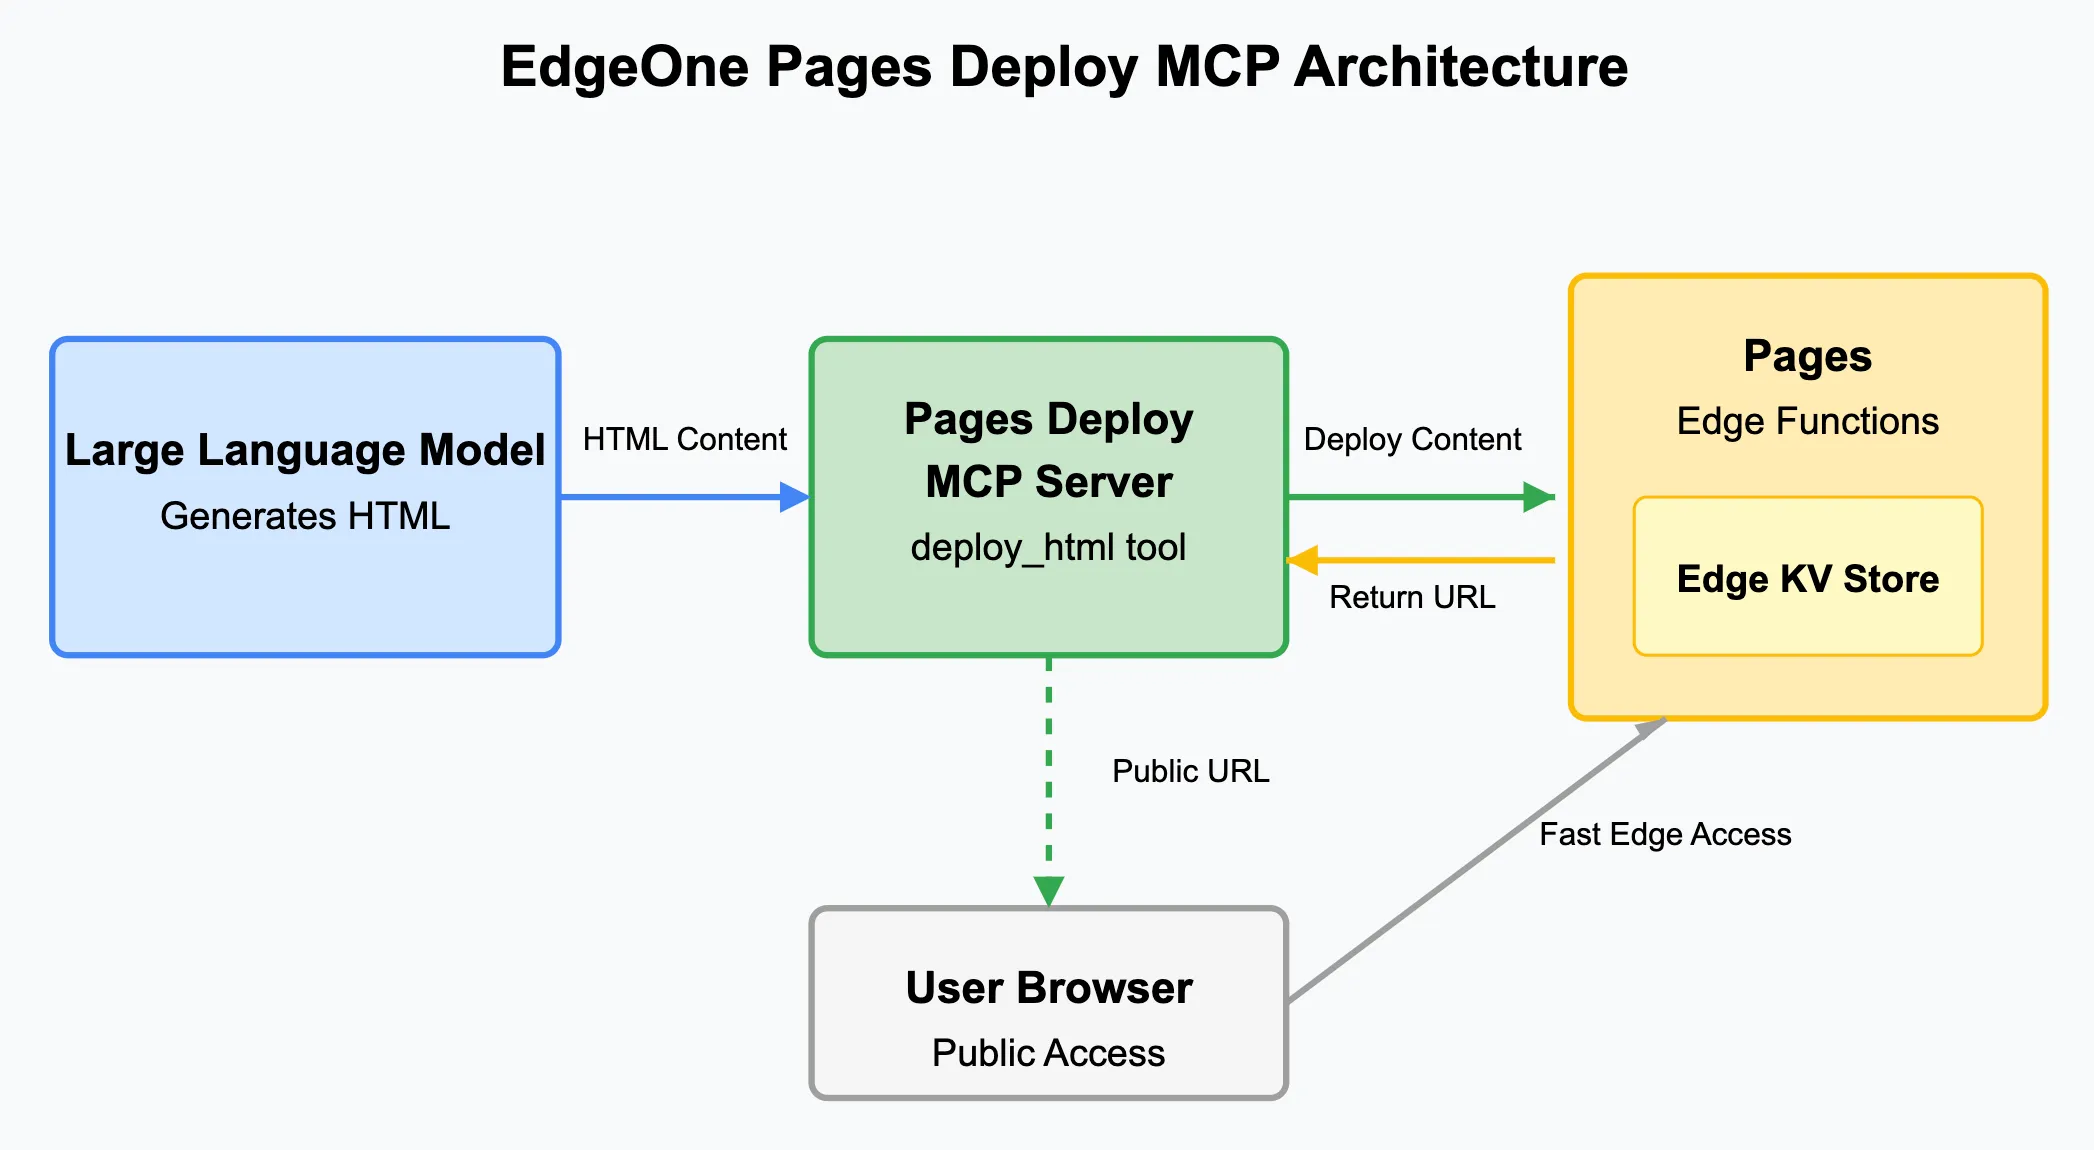 EdgeOne Pages Deploy MCP Architecture
Large Language Model
Generates HTML
HTML Content
Pages Deploy
MCP Server
deploy_html tool
Deploy Content
Return URL
Pages
Edge Functions
Edge KV Store
Public URL
Fast Edge Access
User Browser
Public Access